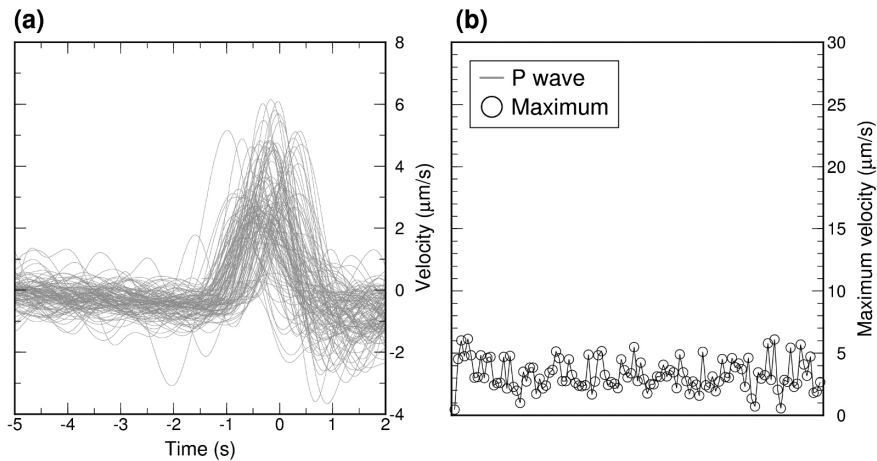 (a)
(b)
8
6
4
2
0
-2
-4
Velocity (μm/s)
-5 -4 -3 -2 -1 0 1 2
Time (s)
P wave
Maximum
30
25
20
15
10
5
0
Maximum velocity (μm/s)